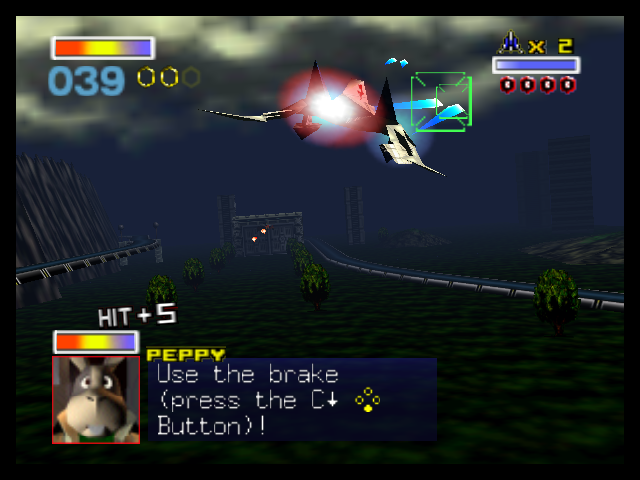 039
x 2
HIT+5
PEPPY
Use the brake
(press the C↓
Button)!